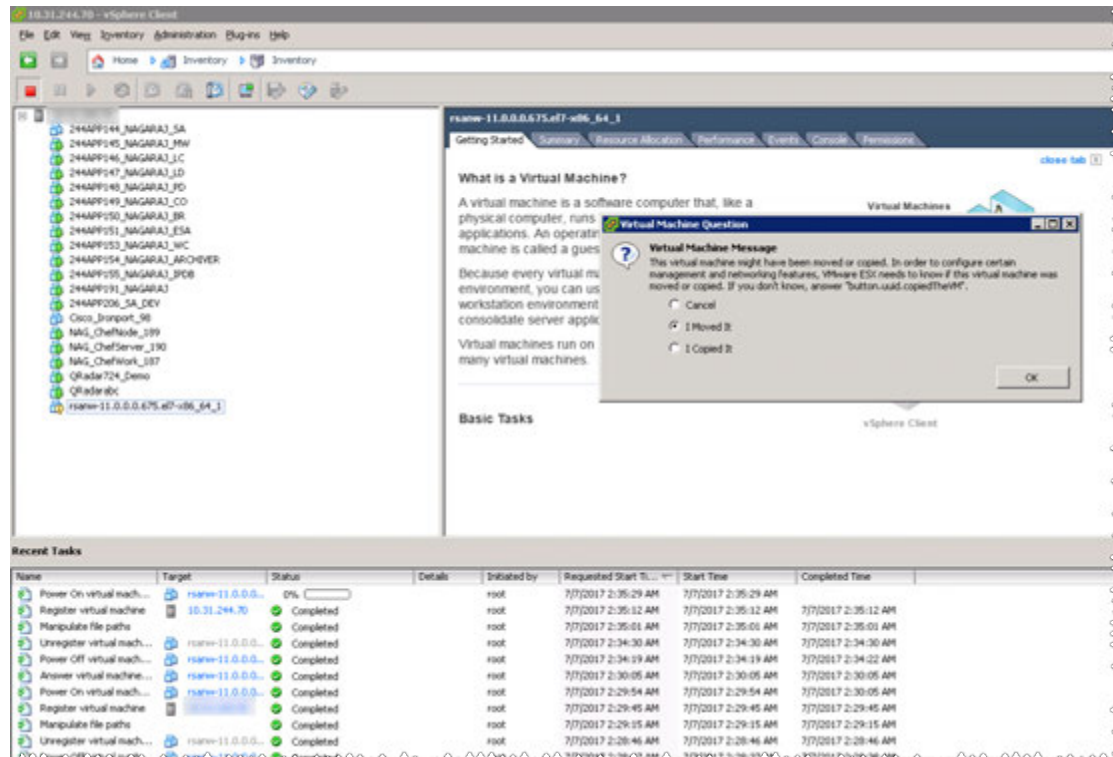 10.31.244.70 - vSphere Client
File Edit View Inventory Administration Plug-ins Help
Home Inventory Inventory
244APP144_NAGARAJ_SA
244APP145_NAGARAJ_MW
244APP146_NAGARAJ_LC
244APP147_NAGARAJ_LD
244APP148_NAGARAJ_PD
244APP149_NAGARAJ_CO
244APP150_NAGARAJ_BR
244APP151_NAGARAJ_ESA
244APP153_NAGARAJ_WC
244APP154_NAGARAJ_ARCHIVER
244APP155_NAGARAJ_IPDB
244APP191_NAGARAJ
244APP206_SA_DEV
Cisco_Ironport_98
NAG_ChefNode_189
NAG_ChefServer_190
NAG_ChefWork_187
QRadar724_Demo
QRadarabc
rsanw-11.0.0.0.675.el7-x86_64_1
rsanw-11.0.0.0.675.el7-x86_64_1
Getting Started Summary Resource Allocation Performance Events Console Permissions
close tab
What is a Virtual Machine?
A virtual machine is a software computer that, like a
physical computer, runs
applications. An operatin
machine is called a gues
Because every virtual ma
environment, you can us
workstation environment
consolidate server applic
Virtual machines run on
many virtual machines.
Basic Tasks
Virtual Machines
vSphere Client
Virtual Machine Question
Virtual Machine Message
This virtual machine might have been moved or copied. In order to configure certain
management and networking features, VMware ESX needs to know if this virtual machine was
moved or copied. If you don't know, answer "button.uuid.copiedTheVM".
Cancel
I Moved It
I Copied It
OK
Recent Tasks
Name Target Status Details Initiated by Requested Start Ti... Start Time Completed Time
Power On virtual mach... rsanw-11.0.0.0... 0% root 7/7/2017 2:35:29 AM 7/7/2017 2:35:29 AM
Register virtual machine 10.31.244.70 Completed root 7/7/2017 2:35:12 AM 7/7/2017 2:35:12 AM 7/7/2017 2:35:12 AM
Manipulate file paths Completed root 7/7/2017 2:35:01 AM 7/7/2017 2:35:01 AM 7/7/2017 2:35:01 AM
Unregister virtual mach... rsanw-11.0.0.0... Completed root 7/7/2017 2:34:30 AM 7/7/2017 2:34:30 AM 7/7/2017 2:34:30 AM
Power Off virtual mach... rsanw-11.0.0.0... Completed root 7/7/2017 2:34:19 AM 7/7/2017 2:34:19 AM 7/7/2017 2:34:22 AM
Answer virtual machine... rsanw-11.0.0.0... Completed root 7/7/2017 2:30:05 AM 7/7/2017 2:30:05 AM 7/7/2017 2:30:05 AM
Power On virtual mach... rsanw-11.0.0.0... Completed root 7/7/2017 2:29:54 AM 7/7/2017 2:29:54 AM 7/7/2017 2:30:05 AM
Register virtual machine Completed root 7/7/2017 2:29:45 AM 7/7/2017 2:29:45 AM 7/7/2017 2:29:45 AM
Manipulate file paths Completed root 7/7/2017 2:29:15 AM 7/7/2017 2:29:15 AM 7/7/2017 2:29:15 AM
Unregister virtual mach... rsanw-11.0.0.0... Completed root 7/7/2017 2:28:46 AM 7/7/2017 2:28:46 AM 7/7/2017 2:28:46 AM